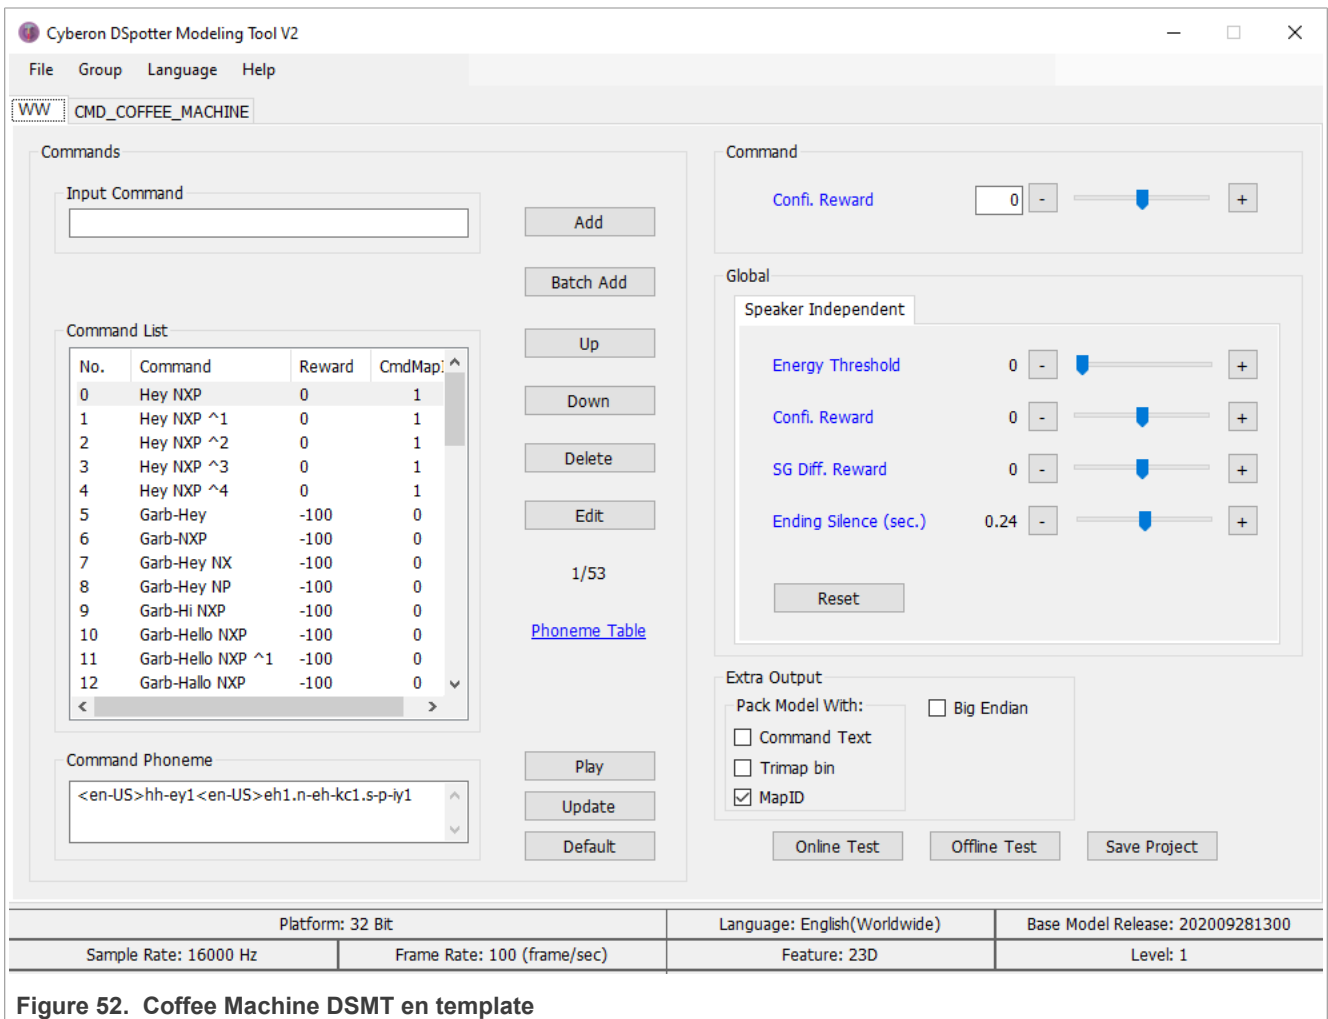 Cyberon DSpotter Modeling Tool V2
File Group Language Help
WW CMD_COFFEE_MACHINE
Commands
Input Command
Add
Batch Add
Command List
No. Command Reward CmdMapI
0 Hey NXP 0 1
1 Hey NXP ^1 0 1
2 Hey NXP ^2 0 1
3 Hey NXP ^3 0 1
4 Hey NXP ^4 0 1
5 Garb-Hey -100 0
6 Garb-NXP -100 0
7 Garb-Hey NX -100 0
8 Garb-Hey NP -100 0
9 Garb-Hi NXP -100 0
10 Garb-Hello NXP -100 0
11 Garb-Hello NXP ^1 -100 0
12 Garb-Hallo NXP -100 0
Up
Down
Delete
Edit
1/53
Phoneme Table
Command Phoneme
<en-US>hh-ey1<en-US>eh1.n-eh-kc1.s-p-iy1
Play
Update
Default
Command
Confi. Reward 0 - +
Global
Speaker Independent
Energy Threshold 0 - +
Confi. Reward 0 - +
SG Diff. Reward 0 - +
Ending Silence (sec.) 0.24 - +
Reset
Extra Output
Pack Model With:
Command Text
Trimap bin
MapID
Big Endian
Online Test Offline Test Save Project
Platform: 32 Bit Language: English(Worldwide) Base Model Release: 202009281300
Sample Rate: 16000 Hz Frame Rate: 100 (frame/sec) Feature: 23D Level: 1
Figure 52. Coffee Machine DSMT en template